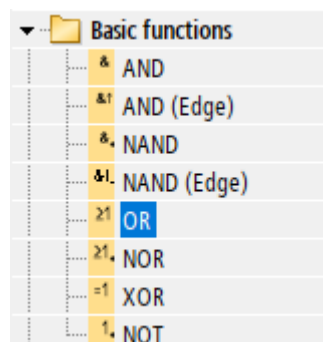 Basic functions
& AND
&↑ AND (Edge)
& NAND
&↓ NAND (Edge)
≥1 OR
≥1 NOR
=1 XOR
1 NOT